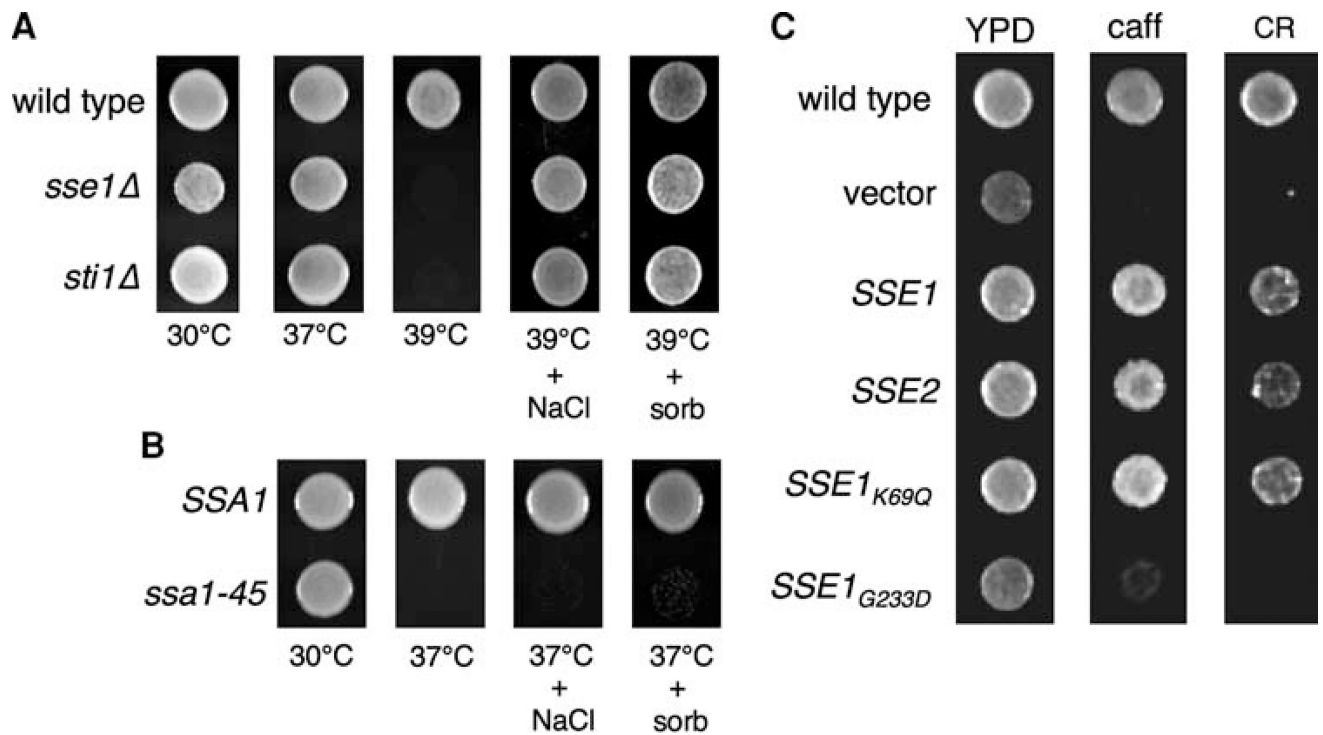 A
wild type
sse1Δ
sti1Δ
30°C 37°C 39°C 39°C 39°C
+ +
NaCl sorb
B
SSA1
ssa1-45
30°C 37°C 37°C 37°C
+ +
NaCl sorb
C
YPD caff CR
wild type
vector
SSE1
SSE2
SSE1K69Q
SSE1G233D